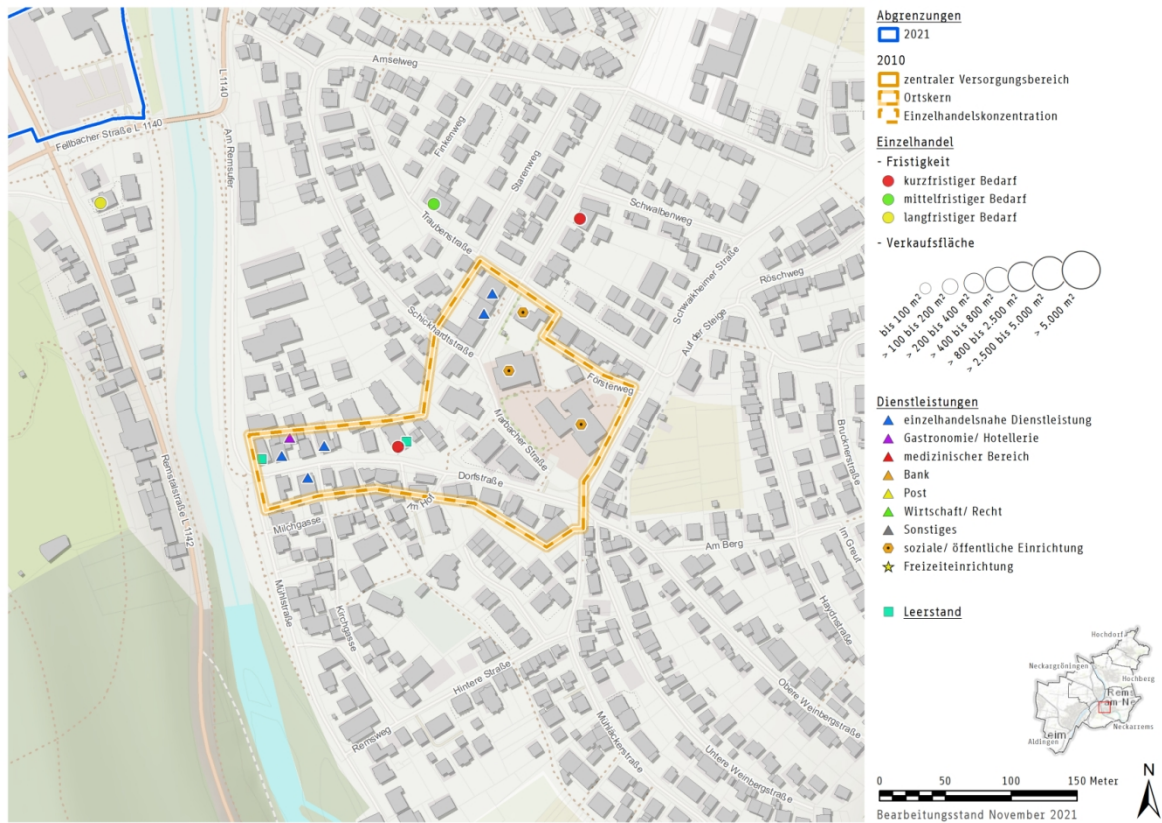 Abgrenzungen
2021
2010
zentraler Versorgungsbereich
Ortskern
Einzelhandelskonzentration
Einzelhandel
- Fristigkeit
kurzfristiger Bedarf
mittelfristiger Bedarf
langfristiger Bedarf
- Verkaufsfläche
bis 100 m²
> 100 bis 200 m²
> 200 bis 400 m²
> 400 bis 800 m²
> 800 bis 2.500 m²
> 2.500 bis 5.000 m²
> 5.000 m²
Dienstleistungen
einzelhandelsnahe Dienstleistung
Gastronomie/ Hotellerie
medizinischer Bereich
Bank
Post
Wirtschaft/ Recht
Sonstiges
soziale/ öffentliche Einrichtung
Freizeiteinrichtung
Leerstand
Hochdorf
Neckargröningen
Hochberg
Rems
am Ne
Neckarrems
Aldingen
0 50 100 150 Meter
N
Bearbeitungsstand November 2021
Amselweg
L 1140
Fellbacher Straße L 1140
Am Remsufer
Finkenweg
Starenweg
Schwalbenweg
Traubenstraße
Schwaikheimer Straße
Röschweg
Schickhardtstraße
Auf der Steige
Försterweg
Marbacher Straße
Brucknerstraße
Dorfstraße
Im Hof
Milchgasse
Remstalstraße L 1142
Am Berg
Im Greut
Mühlstraße
Kirchgasse
Haydnstraße
Hintere Straße
Obere Weinbergstraße
Remsweg
Mühläckerstraße
Untere Weinbergstraße